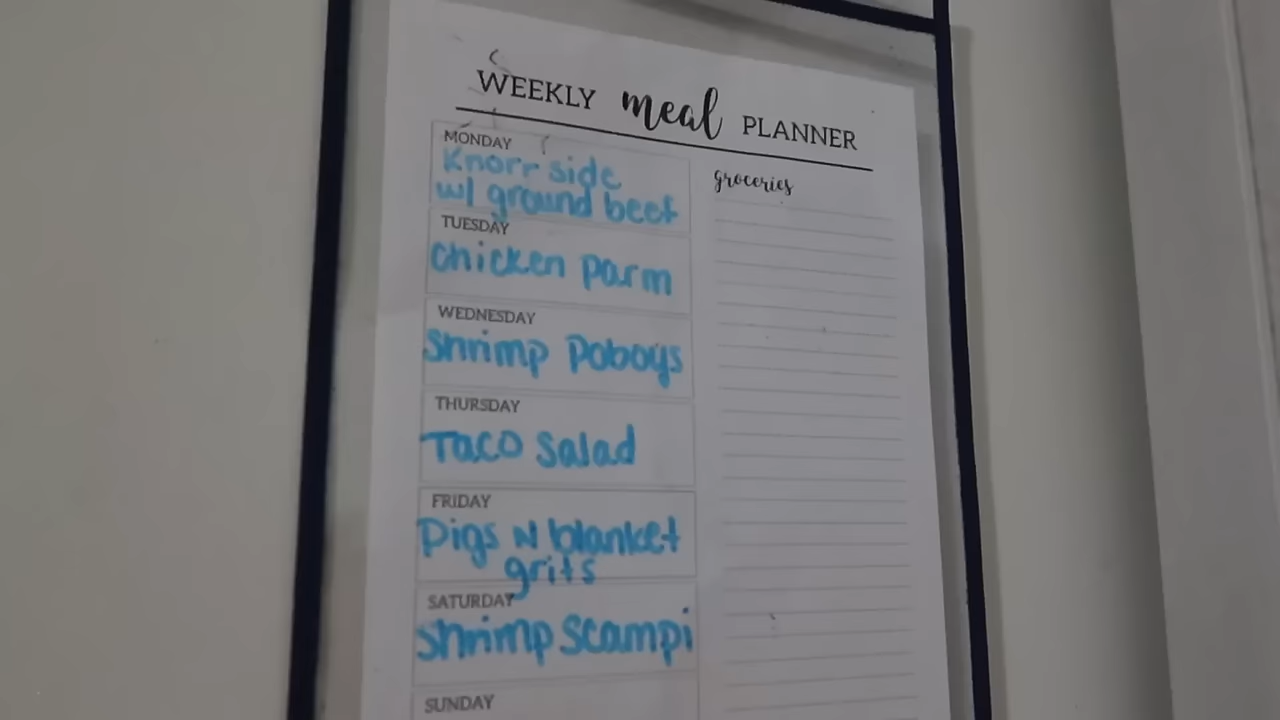 WEEKLY meal PLANNER
MONDAY
Knorr side
w/ ground beef
TUESDAY
Chicken Parm
WEDNESDAY
Shrimp Poboys
THURSDAY
Taco Salad
FRIDAY
Pigs N blanket
grits
SATURDAY
Shrimp Scampi
SUNDAY
groceries